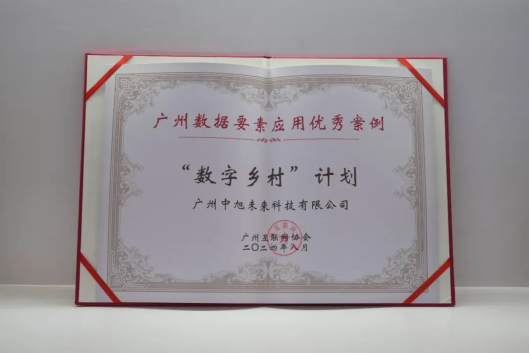 广州数据要素应用优秀案例
“数字乡村”计划
广州中旭未来科技有限公司
广州互联网协会
二〇二四年八月